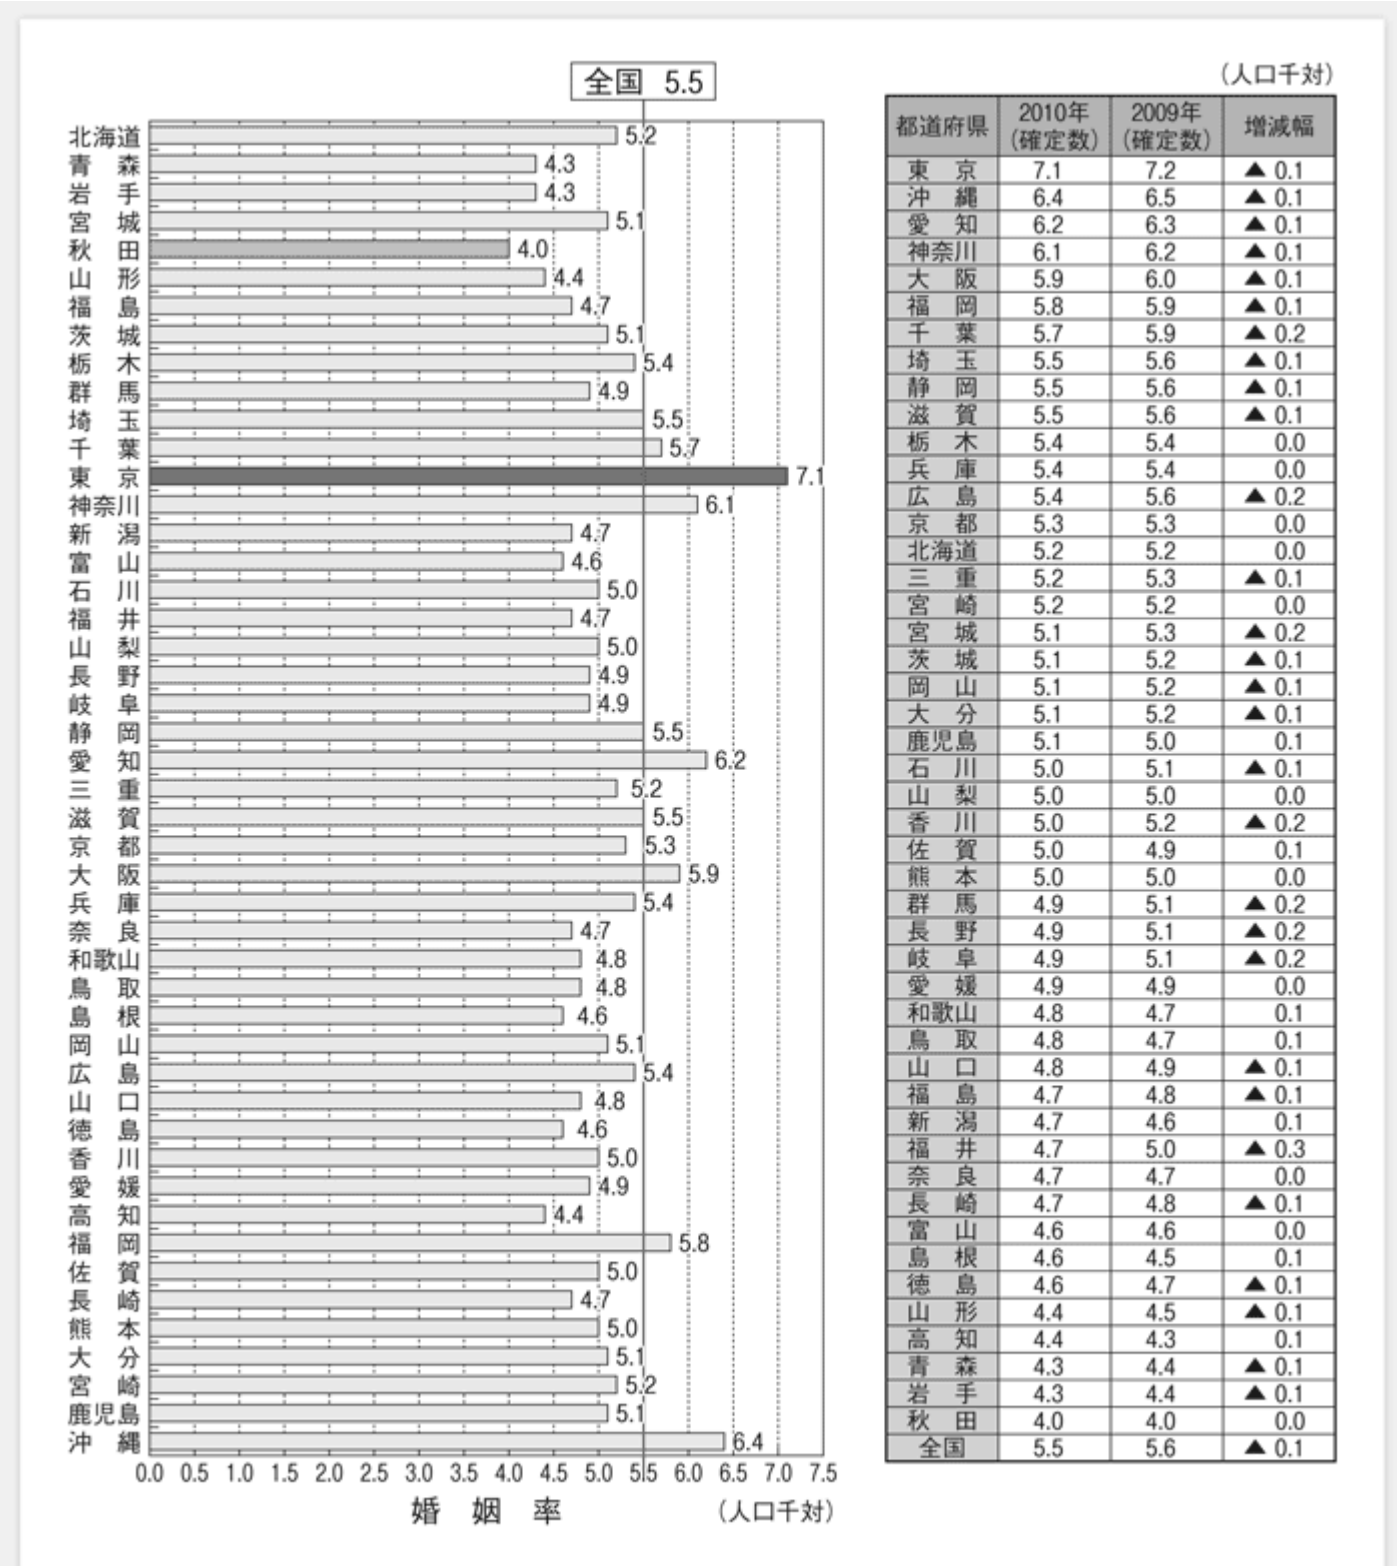 全国 5.5
北海道 5.2
青森 4.3
岩手 4.3
宮城 5.1
秋田 4.0
山形 4.4
福島 4.7
茨城 5.1
栃木 5.4
群馬 4.9
埼玉 5.5
千葉 5.7
東京 7.1
神奈川 6.1
新潟 4.7
富山 4.6
石川 5.0
福井 4.7
山梨 5.0
長野 4.9
岐阜 4.9
静岡 5.5
愛知 6.2
三重 5.2
滋賀 5.5
京都 5.3
大阪 5.9
兵庫 5.4
奈良 4.7
和歌山 4.8
鳥取 4.8
島根 4.6
岡山 5.1
広島 5.4
山口 4.8
徳島 4.6
香川 5.0
愛媛 4.9
高知 4.4
福岡 5.8
佐賀 5.0
長崎 4.7
熊本 5.0
大分 5.1
宮崎 5.2
鹿児島 5.1
沖縄 6.4
0.0 0.5 1.0 1.5 2.0 2.5 3.0 3.5 4.0 4.5 5.0 5.5 6.0 6.5 7.0 7.5
婚姻率 (人口千対)
(人口千対)
都道府県 2010年(確定数) 2009年(確定数) 増減幅
東京 7.1 7.2 ▲ 0.1
沖縄 6.4 6.5 ▲ 0.1
愛知 6.2 6.3 ▲ 0.1
神奈川 6.1 6.2 ▲ 0.1
大阪 5.9 6.0 ▲ 0.1
福岡 5.8 5.9 ▲ 0.1
千葉 5.7 5.9 ▲ 0.2
埼玉 5.5 5.6 ▲ 0.1
静岡 5.5 5.6 ▲ 0.1
滋賀 5.5 5.6 ▲ 0.1
栃木 5.4 5.4 0.0
兵庫 5.4 5.4 0.0
広島 5.4 5.6 ▲ 0.2
京都 5.3 5.3 0.0
北海道 5.2 5.2 0.0
三重 5.2 5.3 ▲ 0.1
宮崎 5.2 5.2 0.0
宮城 5.1 5.3 ▲ 0.2
茨城 5.1 5.2 ▲ 0.1
岡山 5.1 5.2 ▲ 0.1
大分 5.1 5.2 ▲ 0.1
鹿児島 5.1 5.0 0.1
石川 5.0 5.1 ▲ 0.1
山梨 5.0 5.0 0.0
香川 5.0 5.2 ▲ 0.2
佐賀 5.0 4.9 0.1
熊本 5.0 5.0 0.0
群馬 4.9 5.1 ▲ 0.2
長野 4.9 5.1 ▲ 0.2
岐阜 4.9 5.1 ▲ 0.2
愛媛 4.9 4.9 0.0
和歌山 4.8 4.7 0.1
鳥取 4.8 4.7 0.1
山口 4.8 4.9 ▲ 0.1
福島 4.7 4.8 ▲ 0.1
新潟 4.7 4.6 0.1
福井 4.7 5.0 ▲ 0.3
奈良 4.7 4.7 0.0
長崎 4.7 4.8 ▲ 0.1
富山 4.6 4.6 0.0
島根 4.6 4.5 0.1
徳島 4.6 4.7 ▲ 0.1
山形 4.4 4.5 ▲ 0.1
高知 4.4 4.3 0.1
青森 4.3 4.4 ▲ 0.1
岩手 4.3 4.4 ▲ 0.1
秋田 4.0 4.0 0.0
全国 5.5 5.6 ▲ 0.1